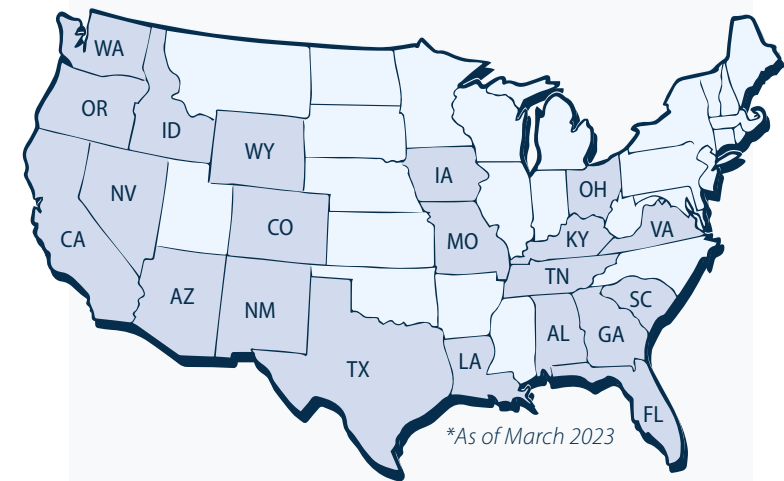 WA
OR
ID
WY
IA
OH
NV
CO
MO
KY
VA
CA
TN
AZ
NM
SC
AL
GA
TX
LA
FL
*As of March 2023